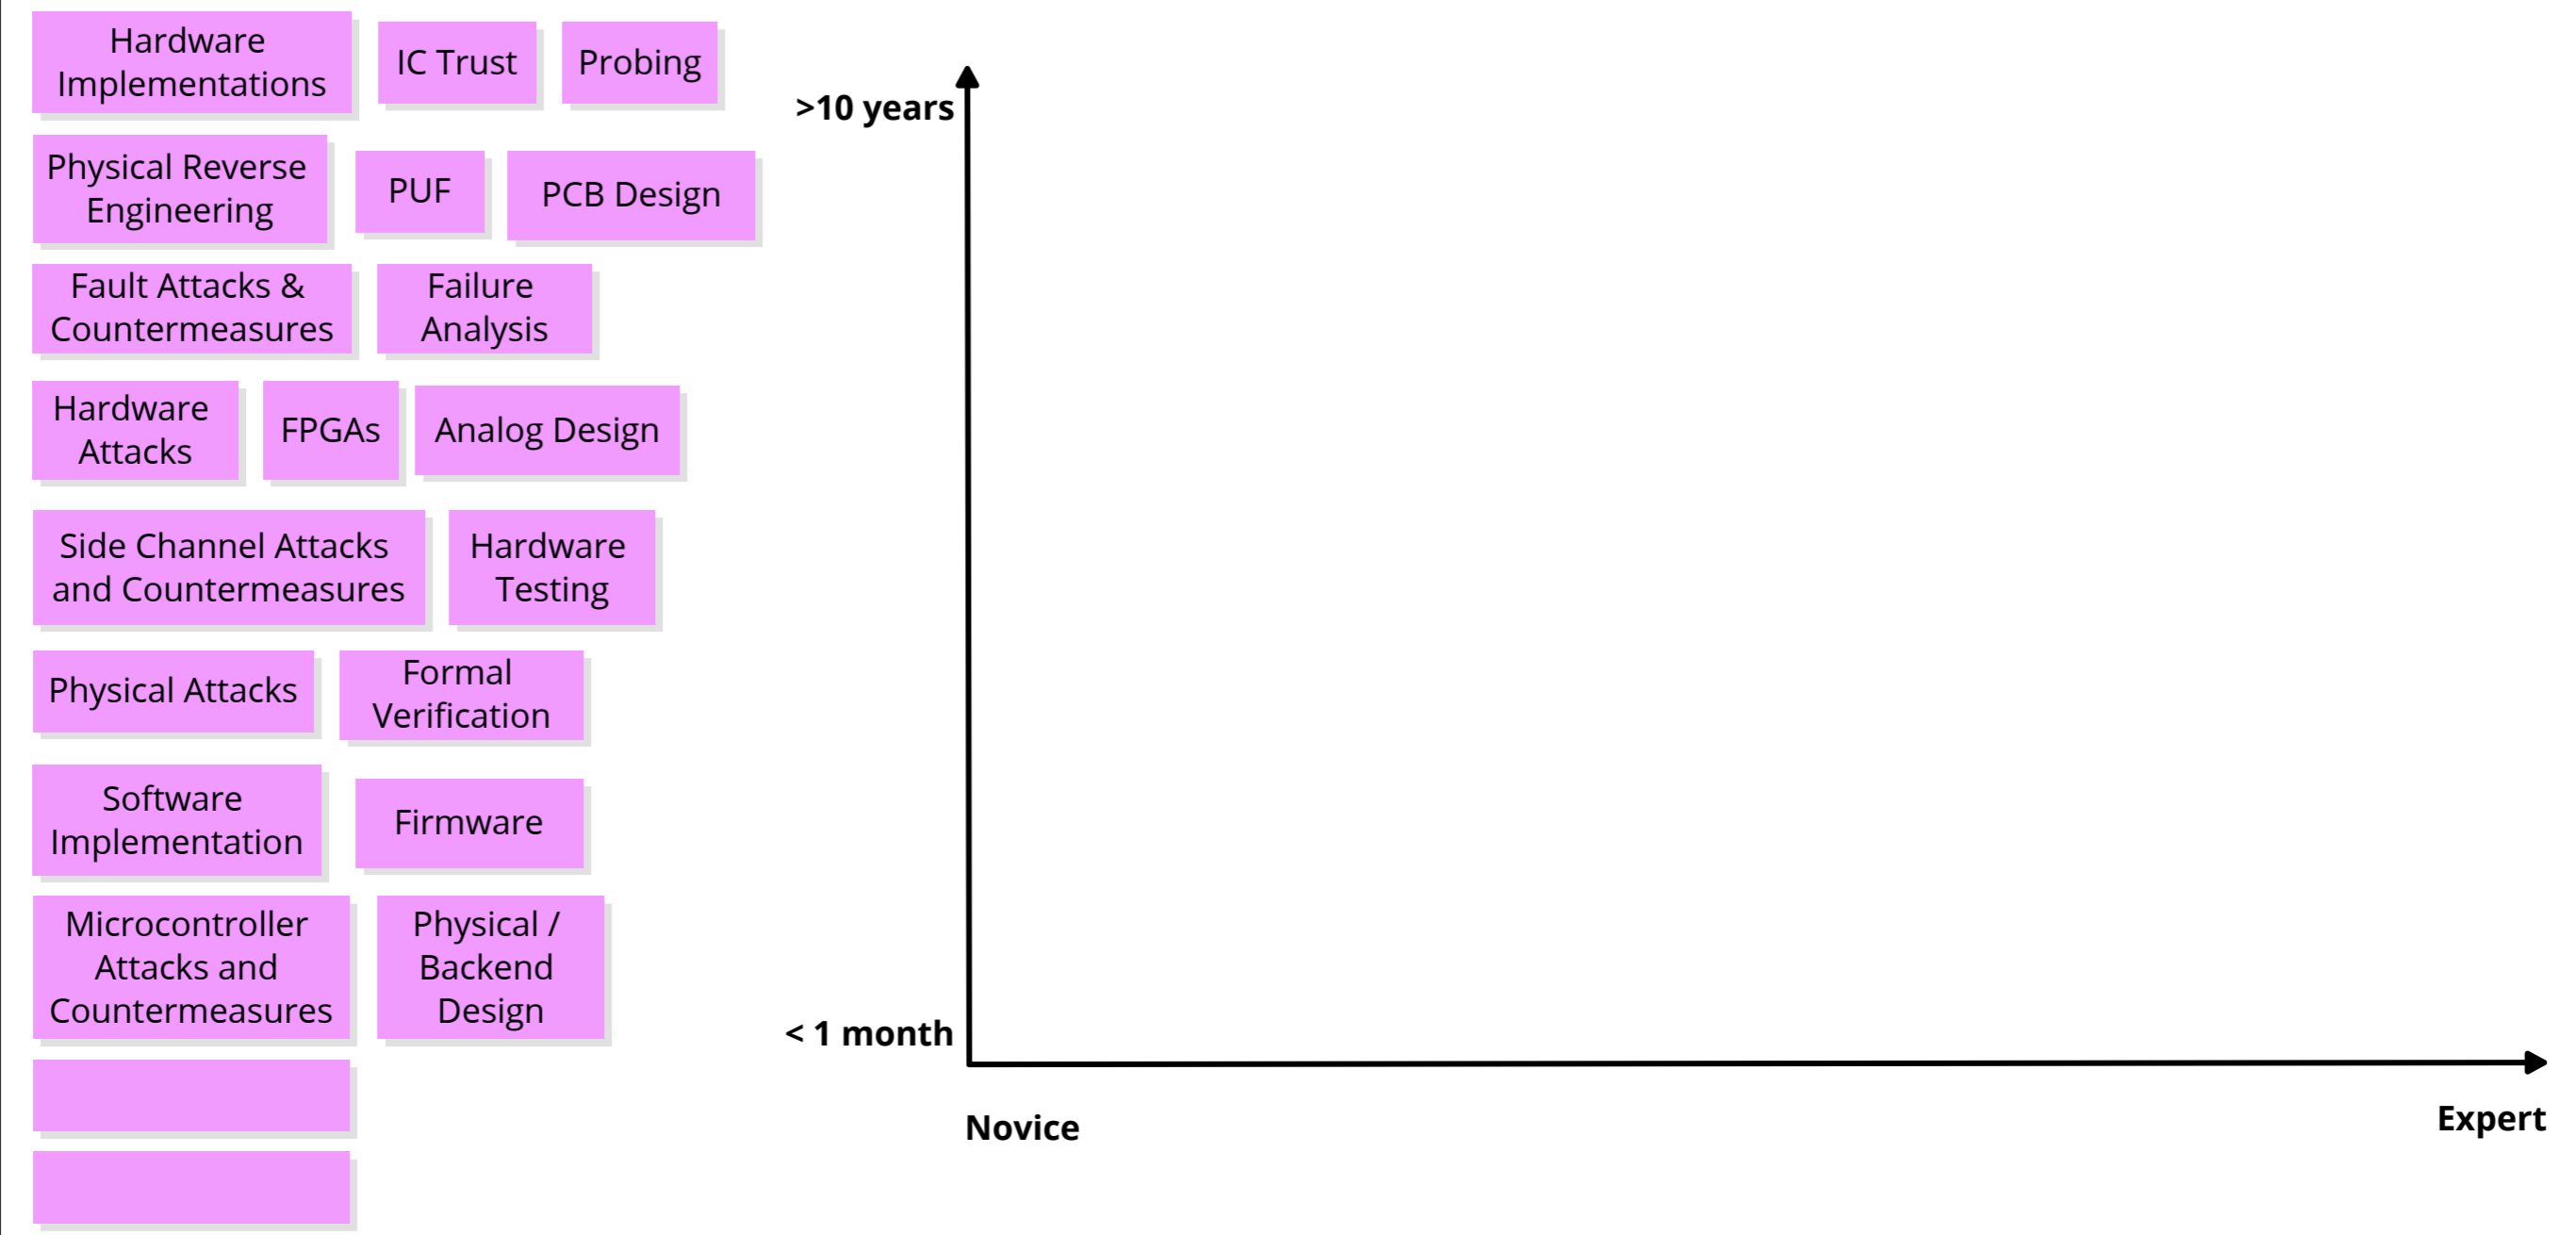 Hardware
Implementations
IC Trust
Probing
Physical Reverse
Engineering
PUF
PCB Design
Fault Attacks &
Countermeasures
Failure
Analysis
Hardware
Attacks
FPGAs
Analog Design
Side Channel Attacks
and Countermeasures
Hardware
Testing
Physical Attacks
Formal
Verification
Software
Implementation
Firmware
Microcontroller
Attacks and
Countermeasures
Physical /
Backend
Design
>10 years
< 1 month
Novice
Expert